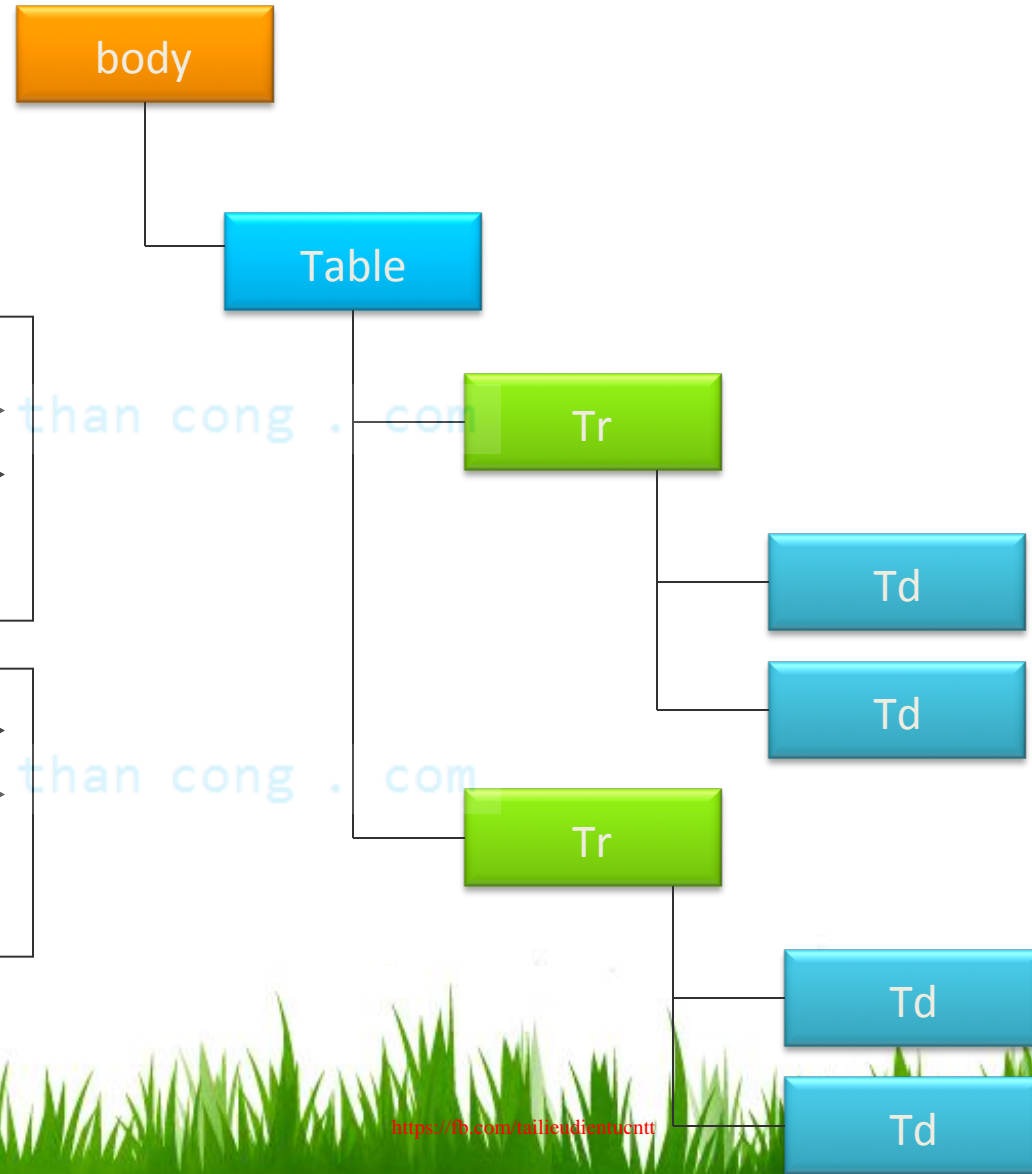 body
Table
>
than cong . com
Tr
>
Td
Td
>
than cong . com
>
Tr
Td
https://fb.com/tailieudientucntt
Td